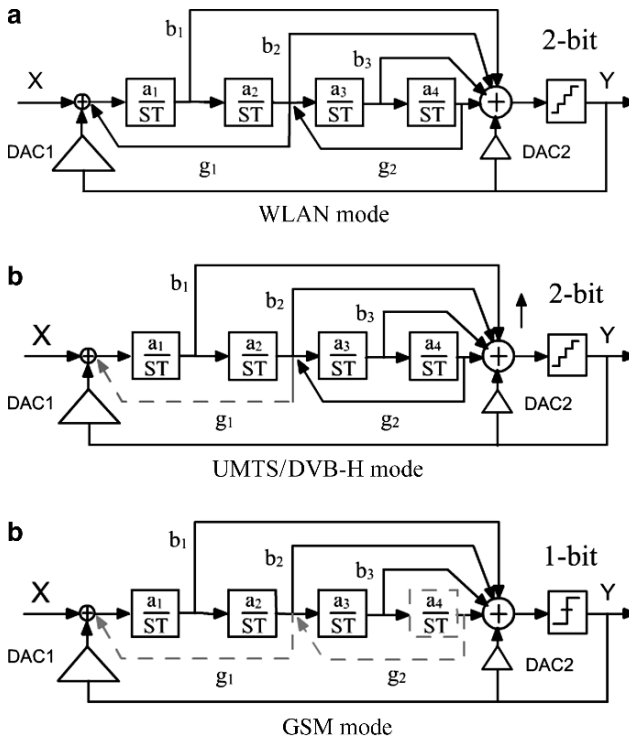 a
b₁
b₂
b₃
2-bit
X
a₁
ST
a₂
ST
a₃
ST
a₄
ST
Y
DAC1
DAC2
g₁
g₂
WLAN mode
b
b₁
b₂
b₃
2-bit
X
a₁
ST
a₂
ST
a₃
ST
a₄
ST
Y
DAC1
DAC2
g₁
g₂
UMTS/DVB-H mode
b
b₁
b₂
b₃
1-bit
X
a₁
ST
a₂
ST
a₃
ST
a₄
ST
Y
DAC1
DAC2
g₁
g₂
GSM mode